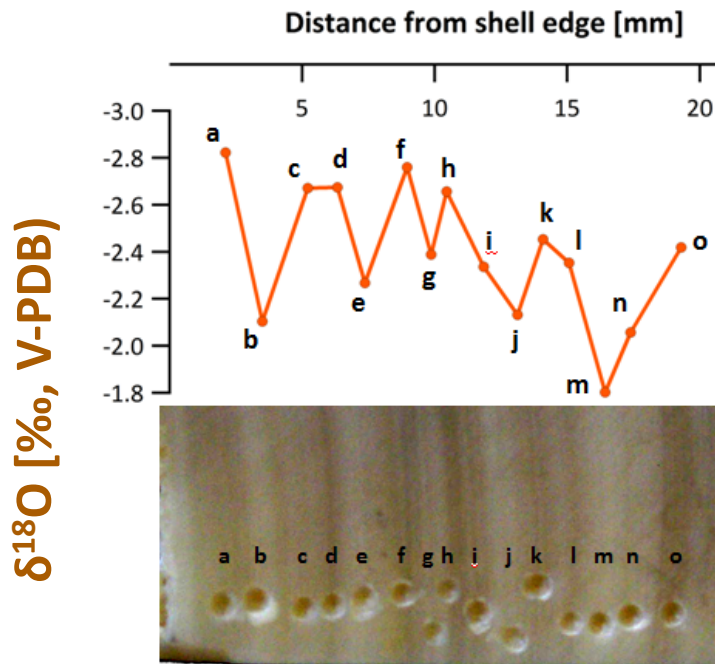 Distance from shell edge [mm]
5 10 15 20
-3.0
-2.8
-2.6
-2.4
-2.2
-2.0
-1.8
δ¹⁸O [‰, V-PDB)
a b c d e f g h i j k l m n o
a b c d e f g h i j k l m n o